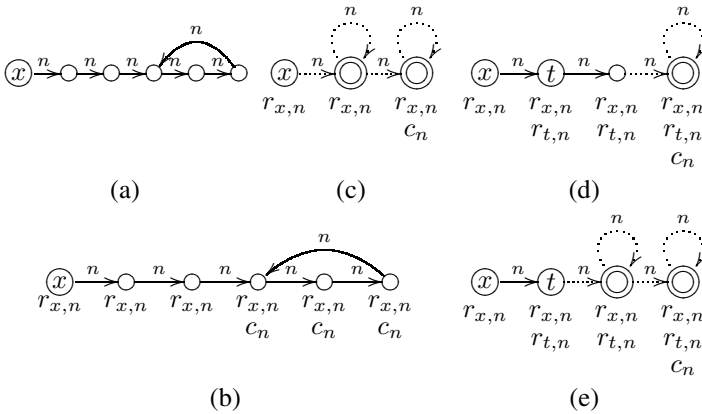 n n n
x n n n n n x n n x n t n n n
r_{x,n} r_{x,n} r_{x,n} r_{x,n} r_{x,n} r_{x,n} r_{x,n}
c_n r_{t,n} r_{t,n} r_{t,n}
c_n
(a) (c) (d)
n n n
x n n n n n x n t n n
r_{x,n} r_{x,n} r_{x,n} r_{x,n} r_{x,n} r_{x,n} r_{x,n} r_{x,n} r_{x,n} r_{x,n}
c_n c_n c_n r_{t,n} r_{t,n} r_{t,n}
c_n
(b) (e)